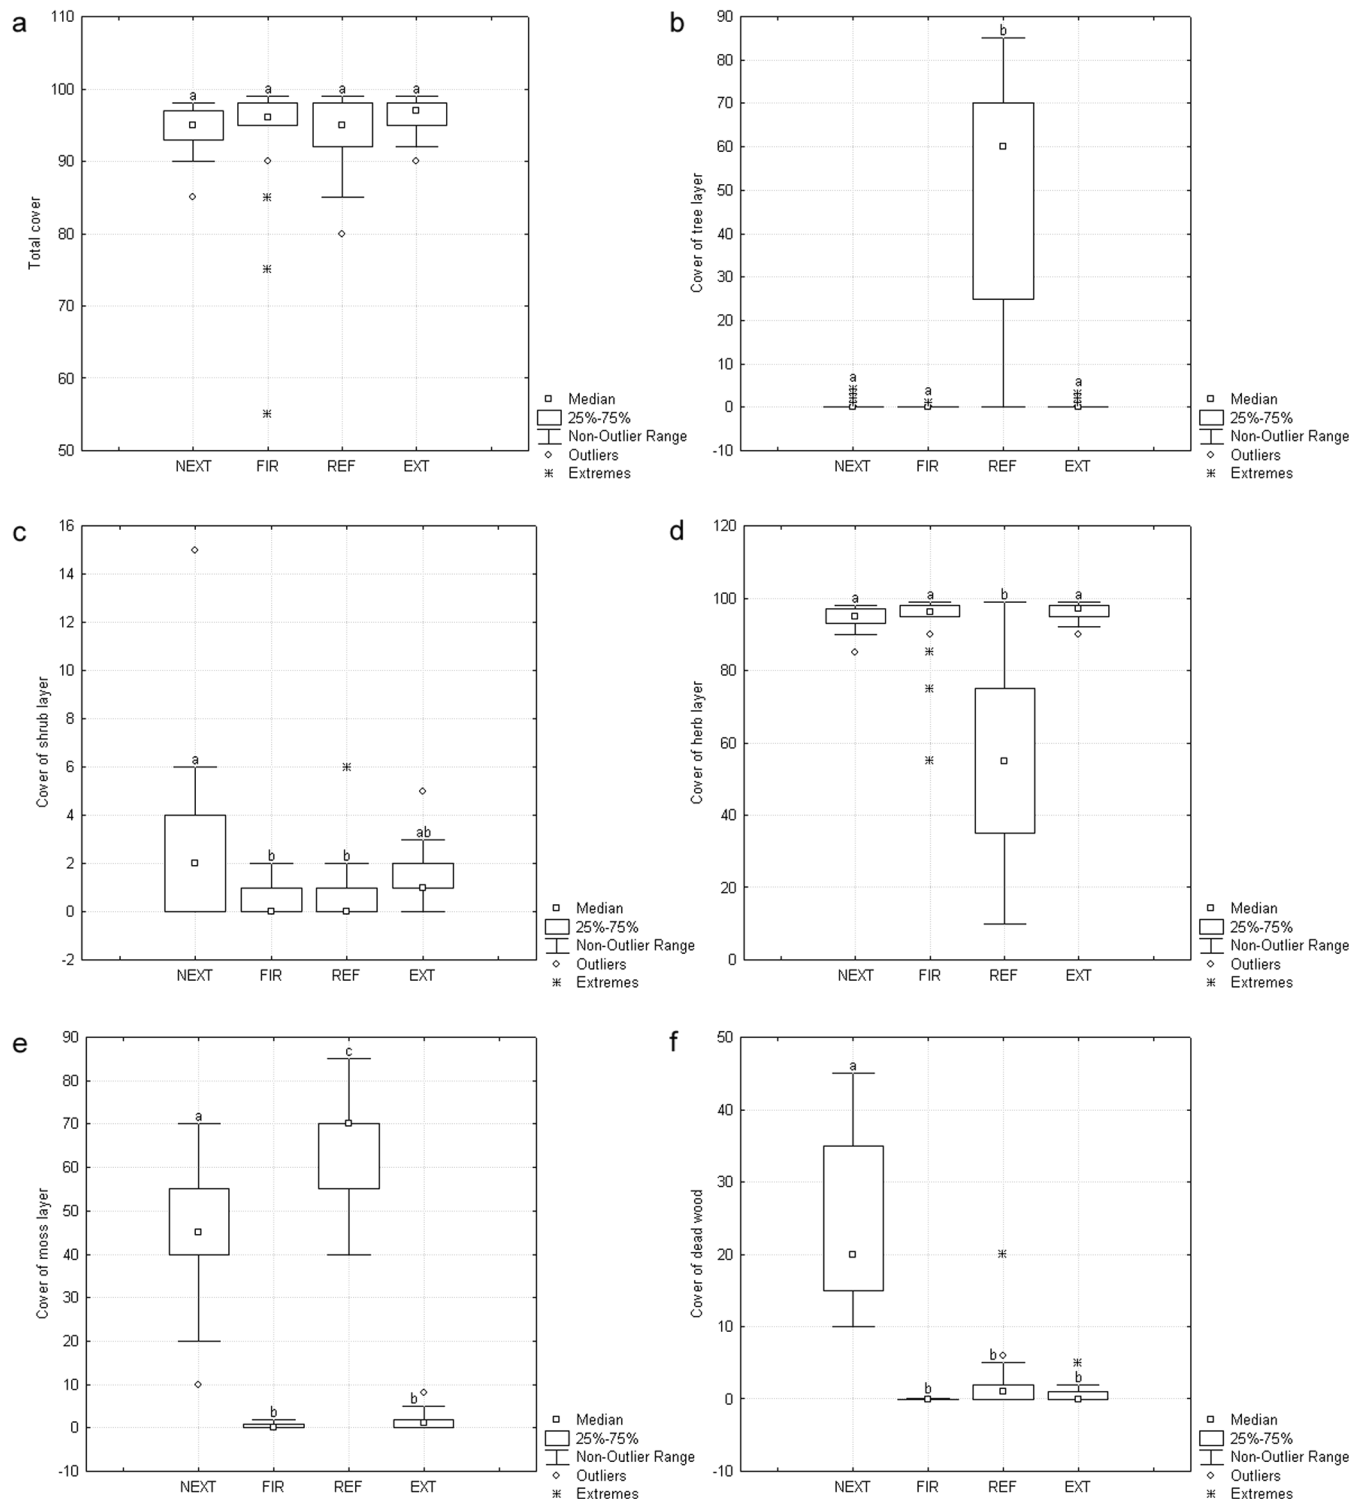 a
110
100
90
80
70
60
50
Total cover
a a a a
NEXT FIR REF EXT
Median
25%-75%
Non-Outlier Range
Outliers
Extremes
b
90
80
70
60
50
40
30
20
10
0
-10
Cover of tree layer
a a b a
NEXT FIR REF EXT
Median
25%-75%
Non-Outlier Range
Outliers
Extremes
c
16
14
12
10
8
6
4
2
0
-2
Cover of shrub layer
a b b ab
NEXT FIR REF EXT
Median
25%-75%
Non-Outlier Range
Outliers
Extremes
d
120
100
80
60
40
20
0
Cover of herb layer
a a b a
NEXT FIR REF EXT
Median
25%-75%
Non-Outlier Range
Outliers
Extremes
e
90
80
70
60
50
40
30
20
10
0
-10
Cover of moss layer
a b c b
NEXT FIR REF EXT
Median
25%-75%
Non-Outlier Range
Outliers
Extremes
f
50
40
30
20
10
0
-10
Cover of dead wood
a b b b
NEXT FIR REF EXT
Median
25%-75%
Non-Outlier Range
Outliers
Extremes